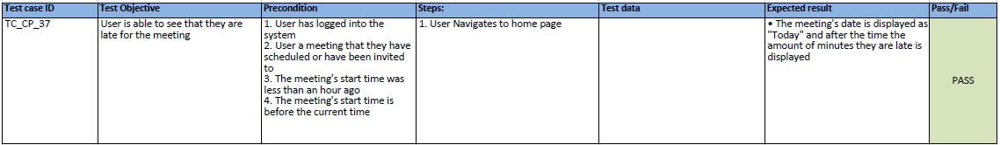 Test case ID Test Objective Precondition Steps: Test data Expected result Pass/Fail
TC_CP_37
User is able to see that they are
late for the meeting
1. User has logged into the
system
2. User a meeting that they have
scheduled or have been invited
to
3. The meeting's start time was
less than an hour ago
4. The meeting's start time is
before the current time
1. User Navigates to home page
• The meeting's date is displayed as
"Today" and after the time the
amount of minutes they are late is
displayed
PASS